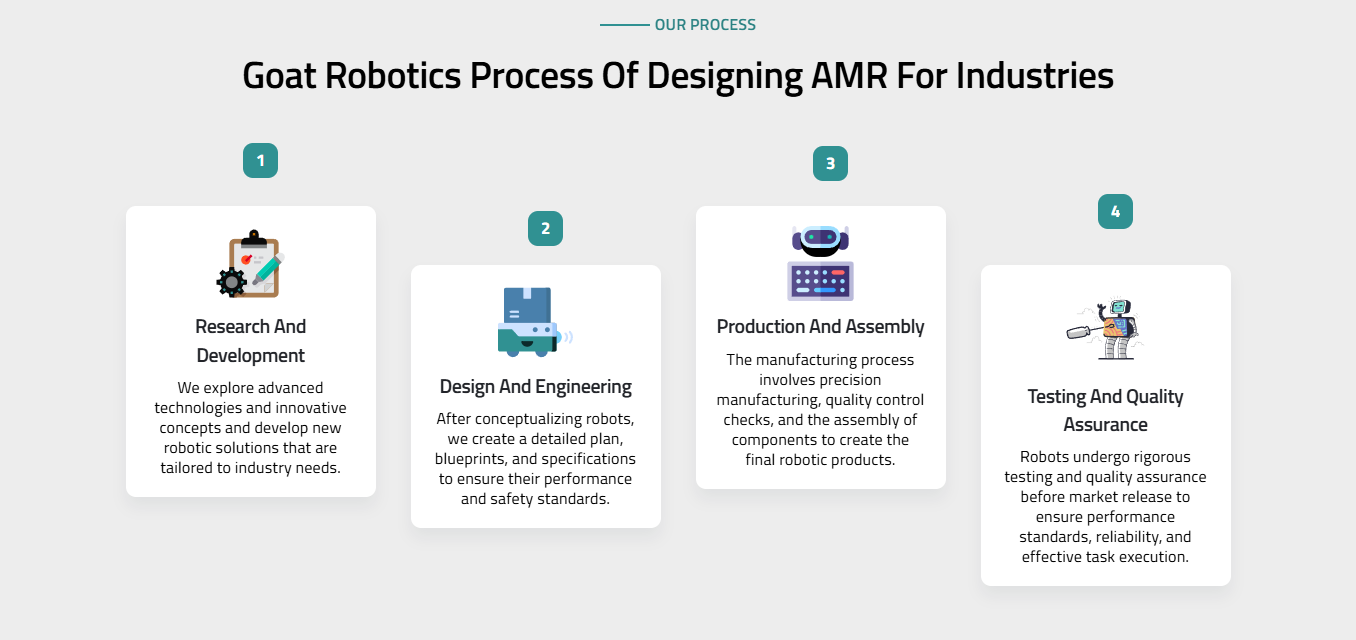 OUR PROCESS
Goat Robotics Process Of Designing AMR For Industries
1
Research And
Development
We explore advanced
technologies and innovative
concepts and develop new
robotic solutions that are
tailored to industry needs.
2
Design And Engineering
After conceptualizing robots,
we create a detailed plan,
blueprints, and specifications
to ensure their performance
and safety standards.
3
Production And Assembly
The manufacturing process
involves precision
manufacturing, quality control
checks, and the assembly of
components to create the
final robotic products.
4
Testing And Quality
Assurance
Robots undergo rigorous
testing and quality assurance
before market release to
ensure performance
standards, reliability, and
effective task execution.